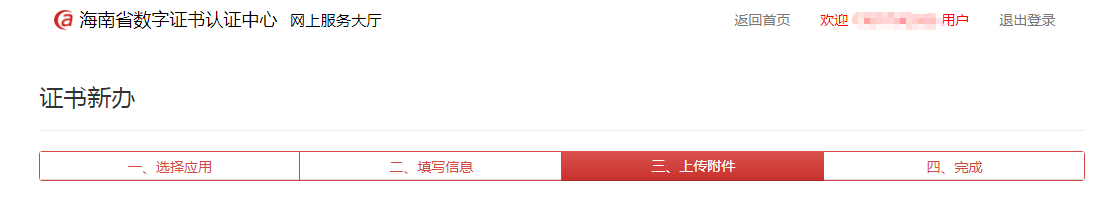 海南省数字证书认证中心 网上服务大厅 返回首页 欢迎 用户 退出登录
证书新办
一、选择应用 二、填写信息 三、上传附件 四、完成